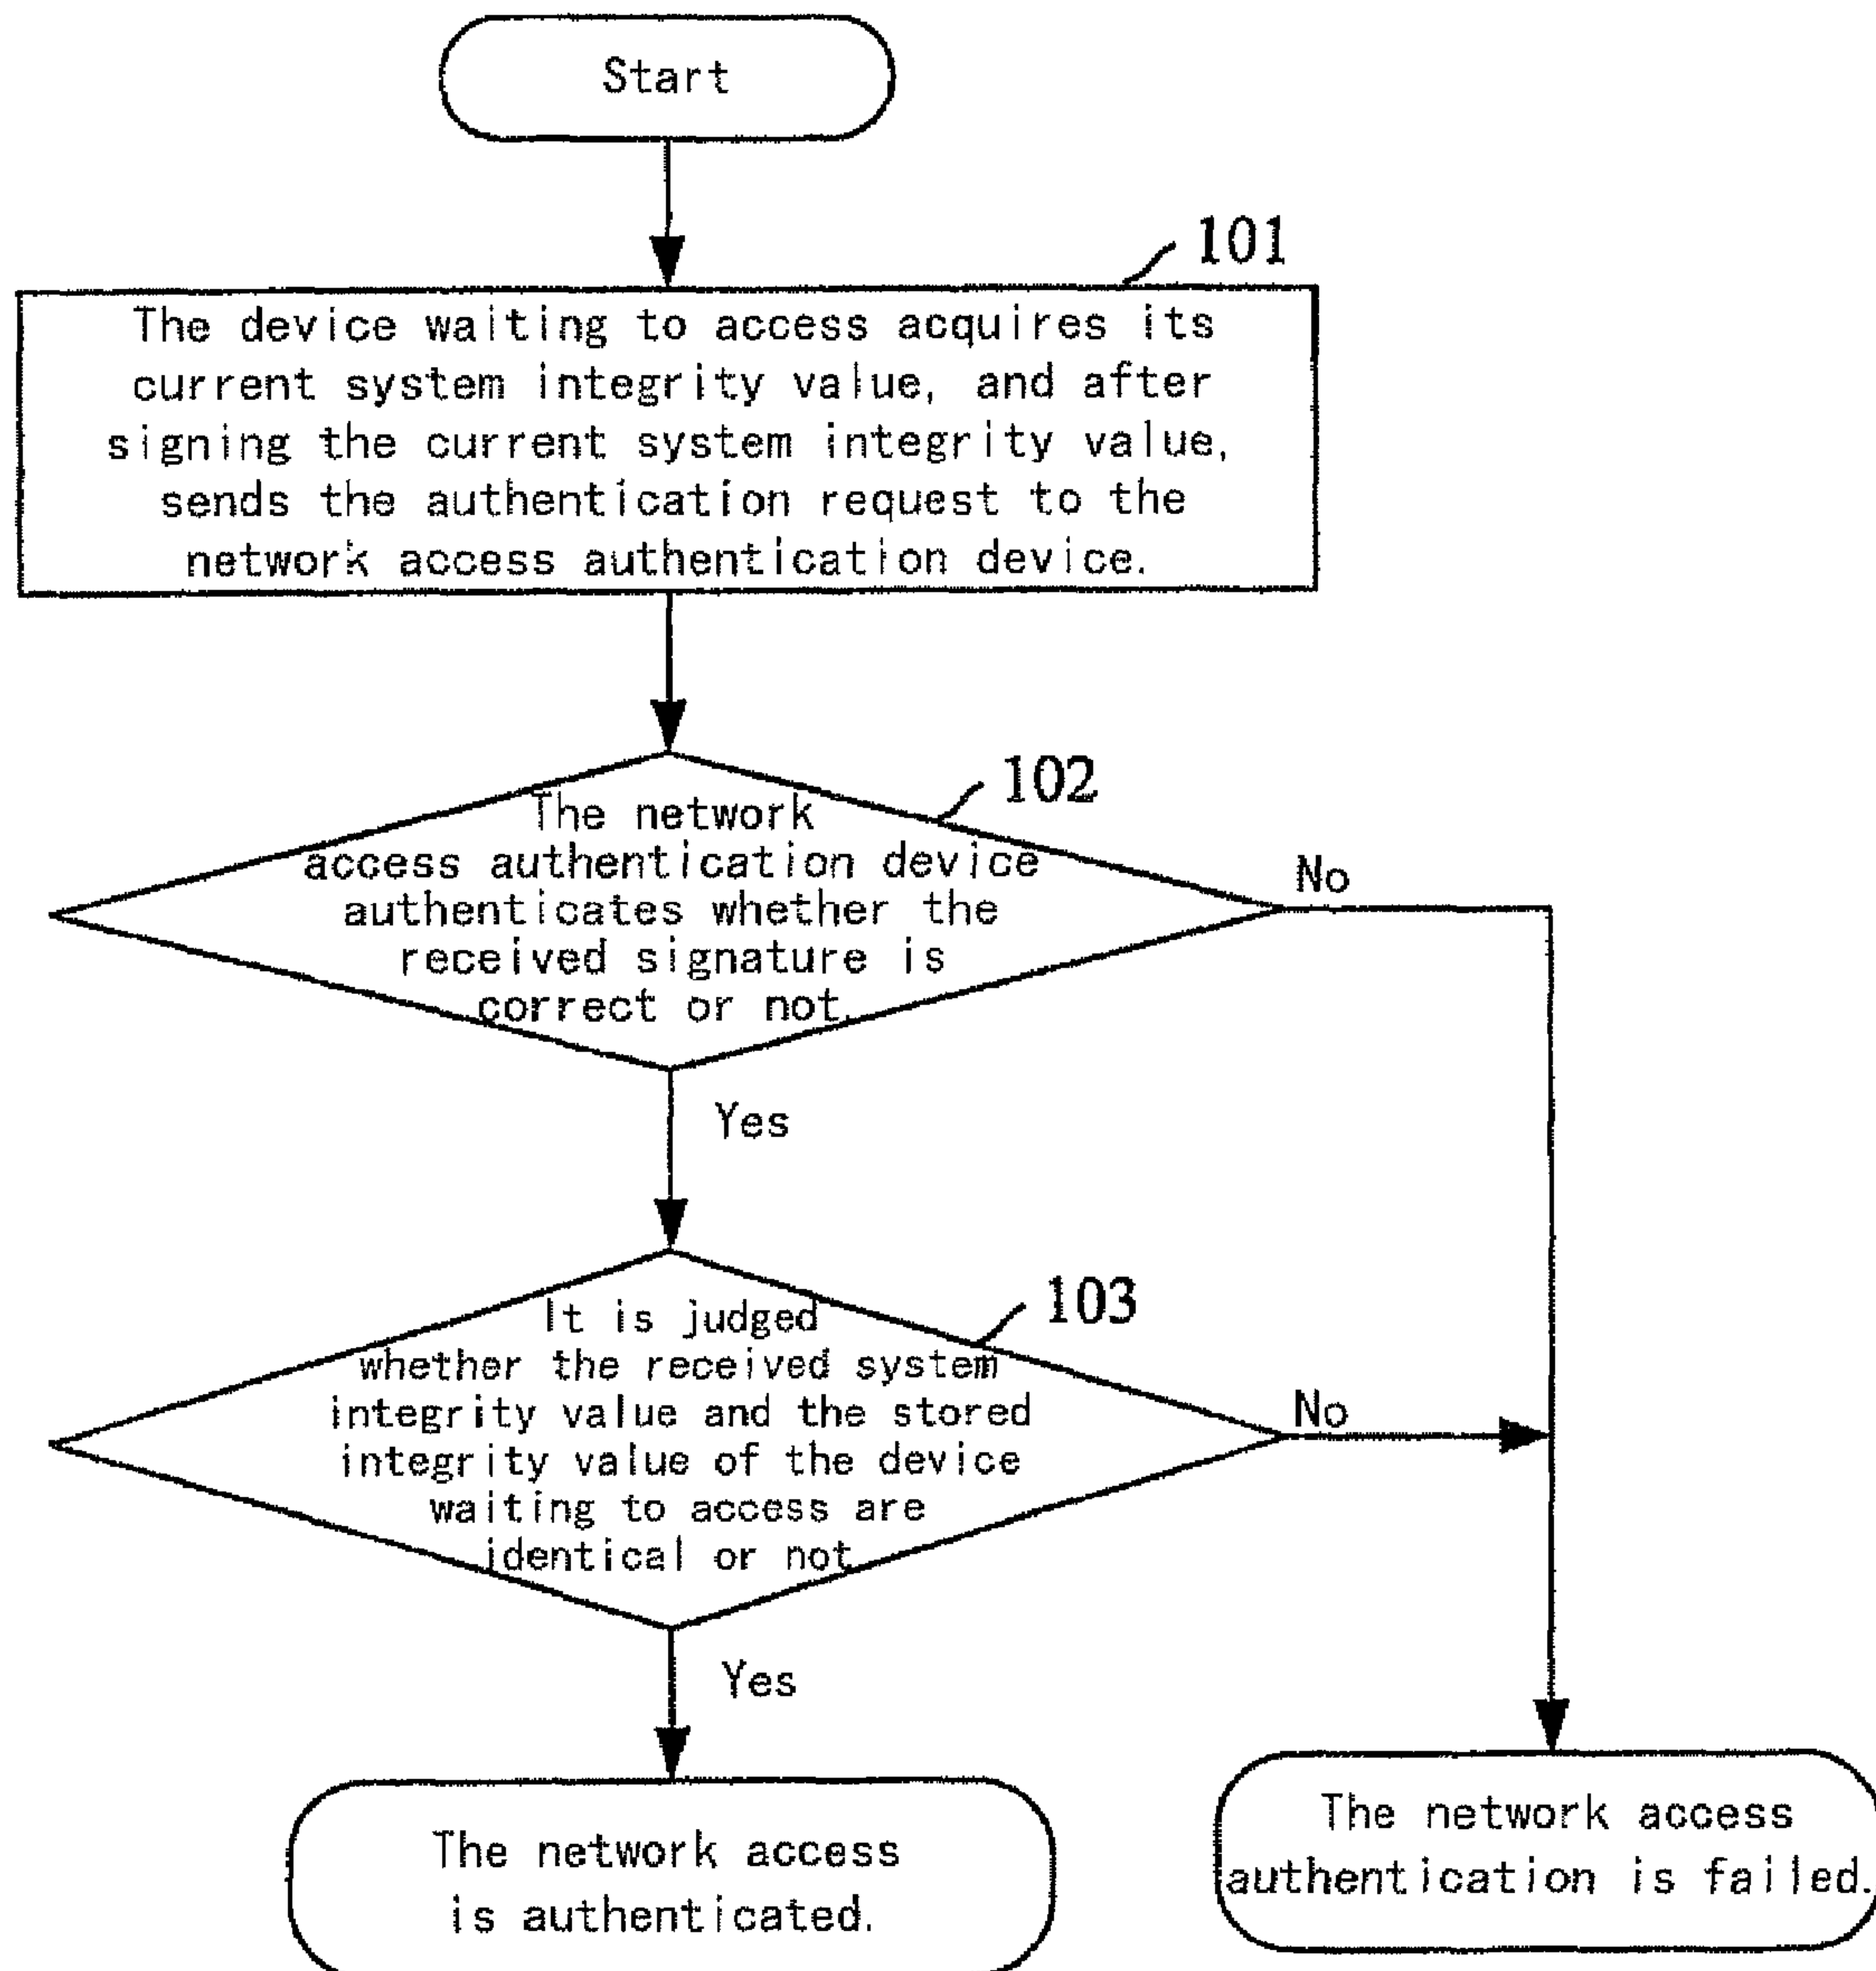 Start
101
The device waiting to access acquires its
current system integrity value, and after
signing the current system integrity value,
sends the authentication request to the
network access authentication device.
102
The network
access authentication device
authenticates whether the
received signature is
correct or not.
No
Yes
103
It is judged
whether the received system
integrity value and the stored
integrity value of the device
waiting to access are
identical or not
No
Yes
The network access
is authenticated.
The network access
authentication is failed.